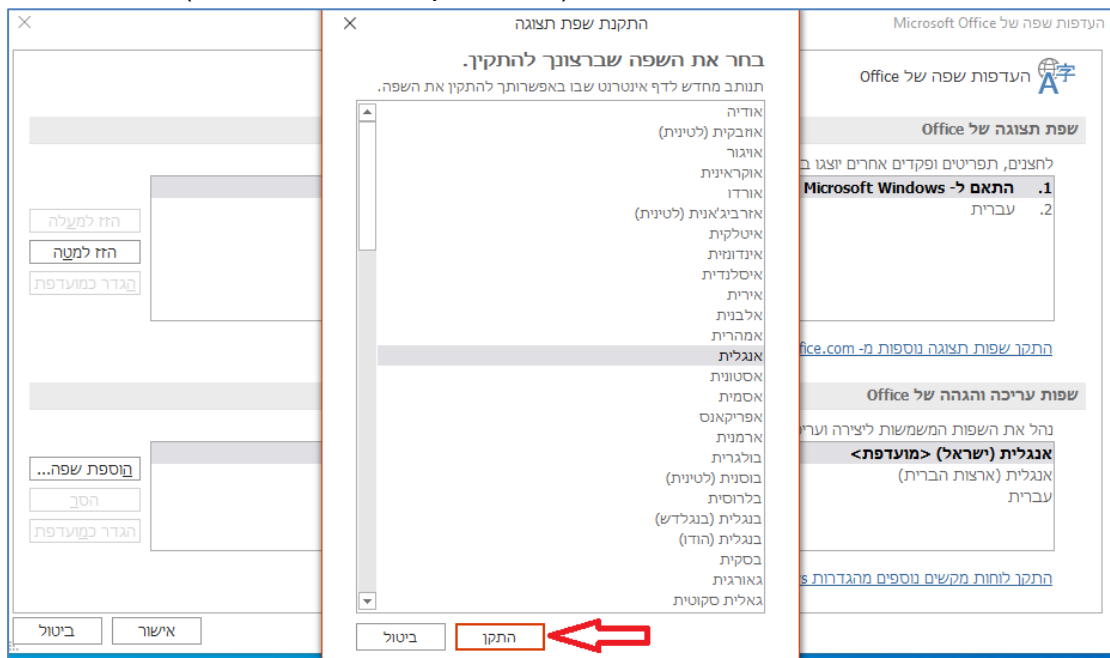 העדפות שפה של Microsoft Office
העדפות שפה של Office
שפת תצוגה של Office
לחצנים, תפריטים ופקדים אחרים יוצגו
1. התאם ל- Microsoft Windows
2. עברית
הזז למעלה
הזז למטה
הגדר כמועדפת
התקן שפות תצוגה נוספות מ-
שפות עריכה והגהה של Office
נהל את השפות המשמשות ליצירה
אנגלית (ישראל) <מועדפת>
אנגלית (ארצות הברית)
עברית
הוספת שפה...
הסר
הגדר כמועדפת
התקן לוחות מקשים נוספים מהגדרות
אישור
ביטול
התקנת שפת תצוגה
בחר את השפה שברצונך להתקין.
תנותב מחדש לדף אינטרנט שבו באפשרותך להתקין את השפה.
אודיה
אוזבקית (לטינית)
אויגור
אוקראינית
אורדו
אזרביג'אנית (לטינית)
איטלקית
אינדונזית
איסלנדית
אירית
אלבנית
אמהרית
אנגלית
אסטונית
אסמית
אפריקאנס
ארמנית
בולגרית
בוסנית (לטינית)
בלרוסית
בנגלית (בנגלדש)
בנגלית (הודו)
בסקית
גאורגית
גאלית סקוטית
התקן
ביטול